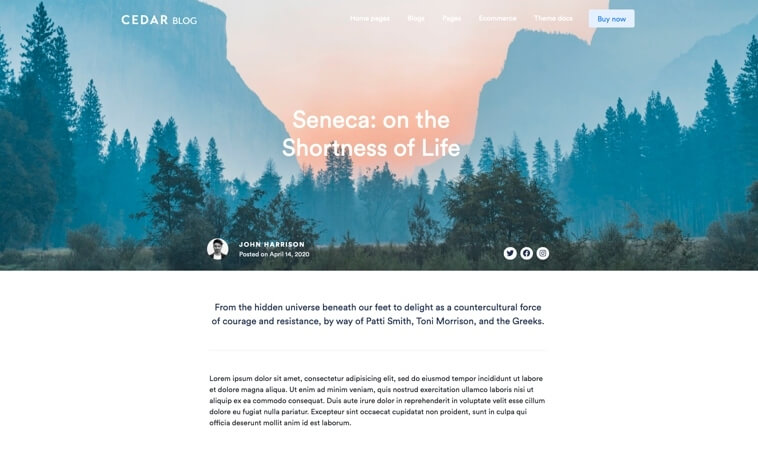 CEDAR BLOG
Home pages Blogs Pages Ecommerce Theme docs Buy now
Seneca: on the
Shortness of Life
JOHN HARRISON
Posted on April 14, 2020
From the hidden universe beneath our feet to delight as a countercultural force
of courage and resistance, by way of Patti Smith, Toni Morrison, and the Greeks.
Lorem ipsum dolor sit amet, consectetur adipisicing elit, sed do eiusmod tempor incididunt ut labore
et dolore magna aliqua. Ut enim ad minim veniam, quis nostrud exercitation ullamco laboris nisi ut
aliquip ex ea commodo consequat. Duis aute irure dolor in reprehenderit in voluptate velit esse cillum
dolore eu fugiat nulla pariatur. Excepteur sint occaecat cupidatat non proident, sunt in culpa qui
officia deserunt mollit anim id est laborum.